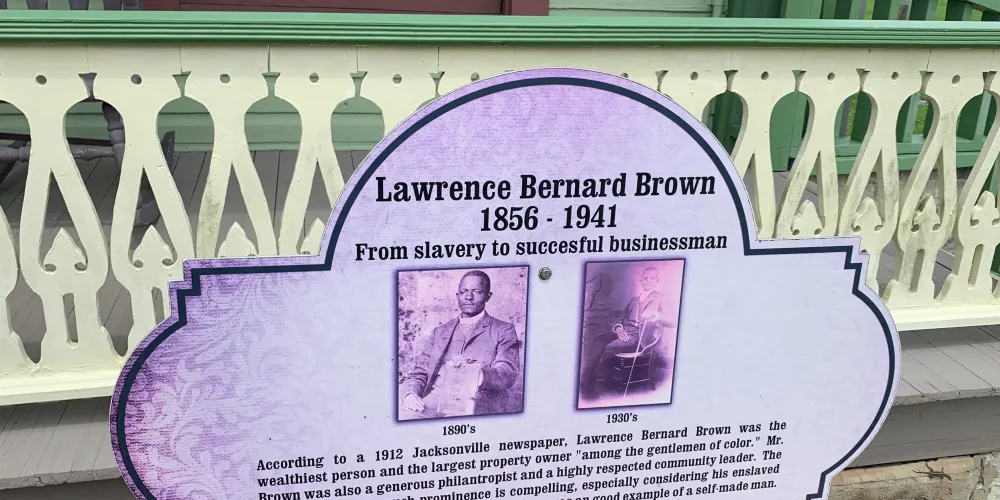 Lawrence Bernard Brown
1856 - 1941
From slavery to succesful businessman
1890's
1930's
According to a 1912 Jacksonville newspaper, Lawrence Bernard Brown was the
wealthiest person and the largest property owner "among the gentlemen of color." Mr.
Brown was also a generous philantropist and a highly respected community leader. The
prominence is compelling, especially considering his enslaved
an good example of a self-made man.